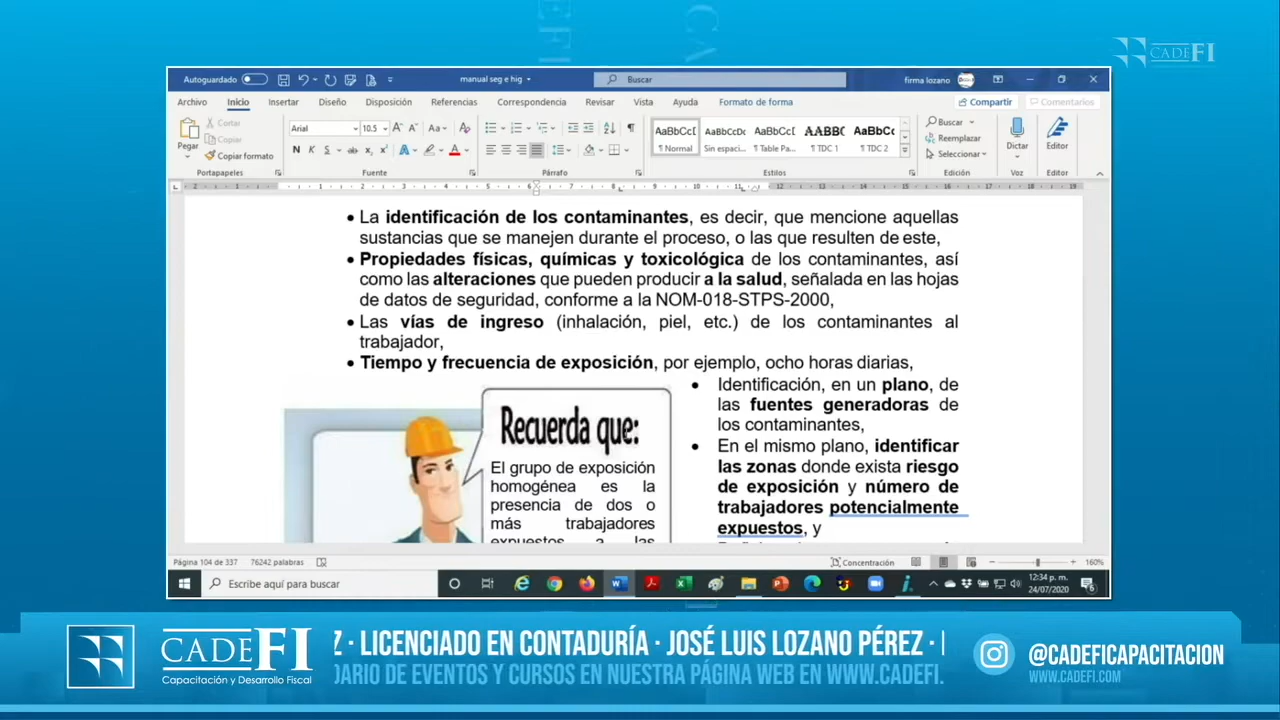 CADEFI
Autoguardado
manual seg e hig
Buscar
firma lozano
Archivo Inicio Insertar Diseño Disposición Referencias Correspondencia Revisar Vista Ayuda Formato de forma Compartir Comentarios
Pegar
Cortar
Copiar
Copiar formato
Portapapeles
Arial 10.5
Fuente
Párrafo
¶ Normal
Sin espaci...
¶ Table Pa...
¶ TDC 1
¶ TDC 2
Estilos
Buscar
Reemplazar
Seleccionar
Edición
Dictar
Voz
Editor
Editor
• La identificación de los contaminantes, es decir, que mencione aquellas
sustancias que se manejen durante el proceso, o las que resulten de este,
• Propiedades físicas, químicas y toxicológica de los contaminantes, así
como las alteraciones que pueden producir a la salud, señalada en las hojas
de datos de seguridad, conforme a la NOM-018-STPS-2000,
• Las vías de ingreso (inhalación, piel, etc.) de los contaminantes al
trabajador,
• Tiempo y frecuencia de exposición, por ejemplo, ocho horas diarias,
Recuerda que:
El grupo de exposición
homogénea es la
presencia de dos o
más trabajadores
expuestos a las
• Identificación, en un plano, de
las fuentes generadoras de
los contaminantes,
• En el mismo plano, identificar
las zonas donde exista riesgo
de exposición y número de
trabajadores potencialmente
expuestos, y
Página 104 de 337 76242 palabras
Concentración
160%
Escribe aquí para buscar
12:34 p. m.
24/07/2020
CADEFI
Capacitación y Desarrollo Fiscal
Z · LICENCIADO EN CONTADURÍA · JOSÉ LUIS LOZANO PÉREZ ·
DARIO DE EVENTOS Y CURSOS EN NUESTRA PÁGINA WEB EN WWW.CADEFI.
@CADEFICAPACITACION
WWW.CADEFI.COM